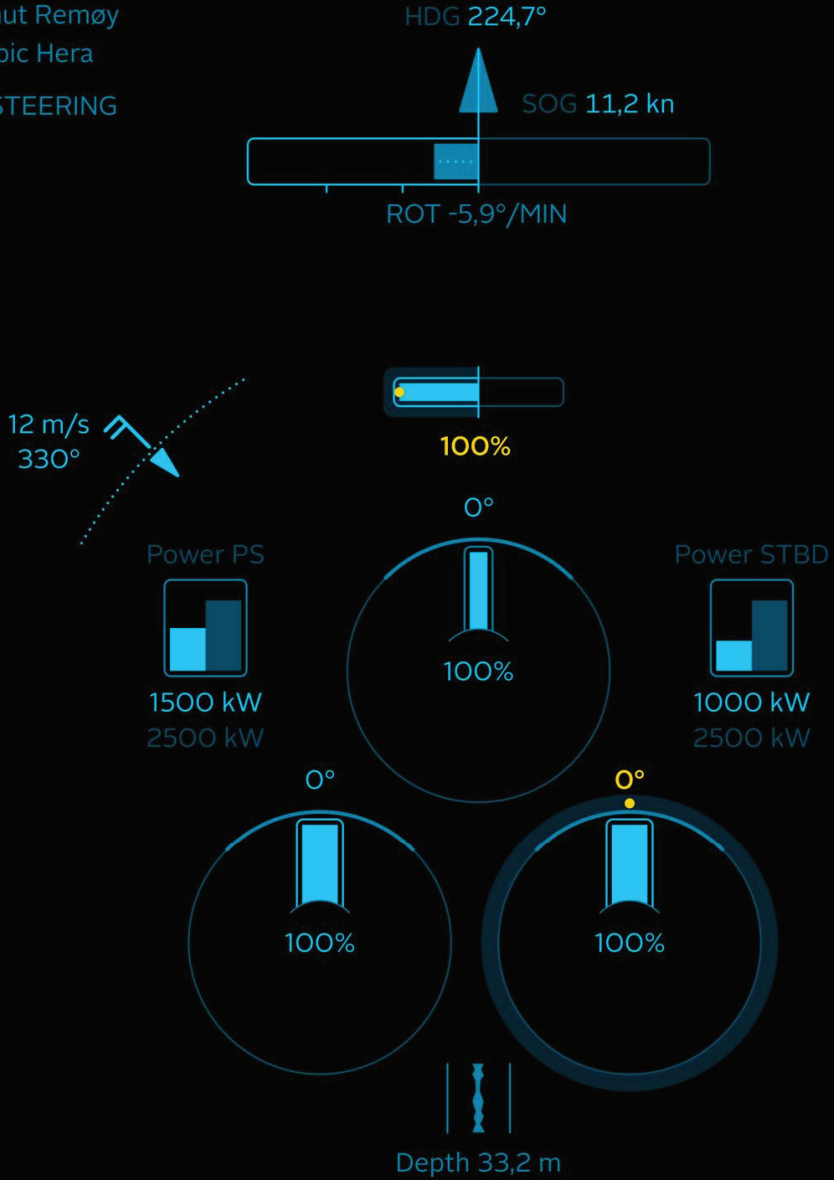 Remøy
HDG 224,7°
Hera
SOG 11,2 kn
STEERING
ROT -5,9°/MIN
12 m/s
330°
100%
0°
Power PS
Power STBD
100%
1500 kW
1000 kW
2500 kW
2500 kW
0°
0°
100%
100%
Depth 33,2 m